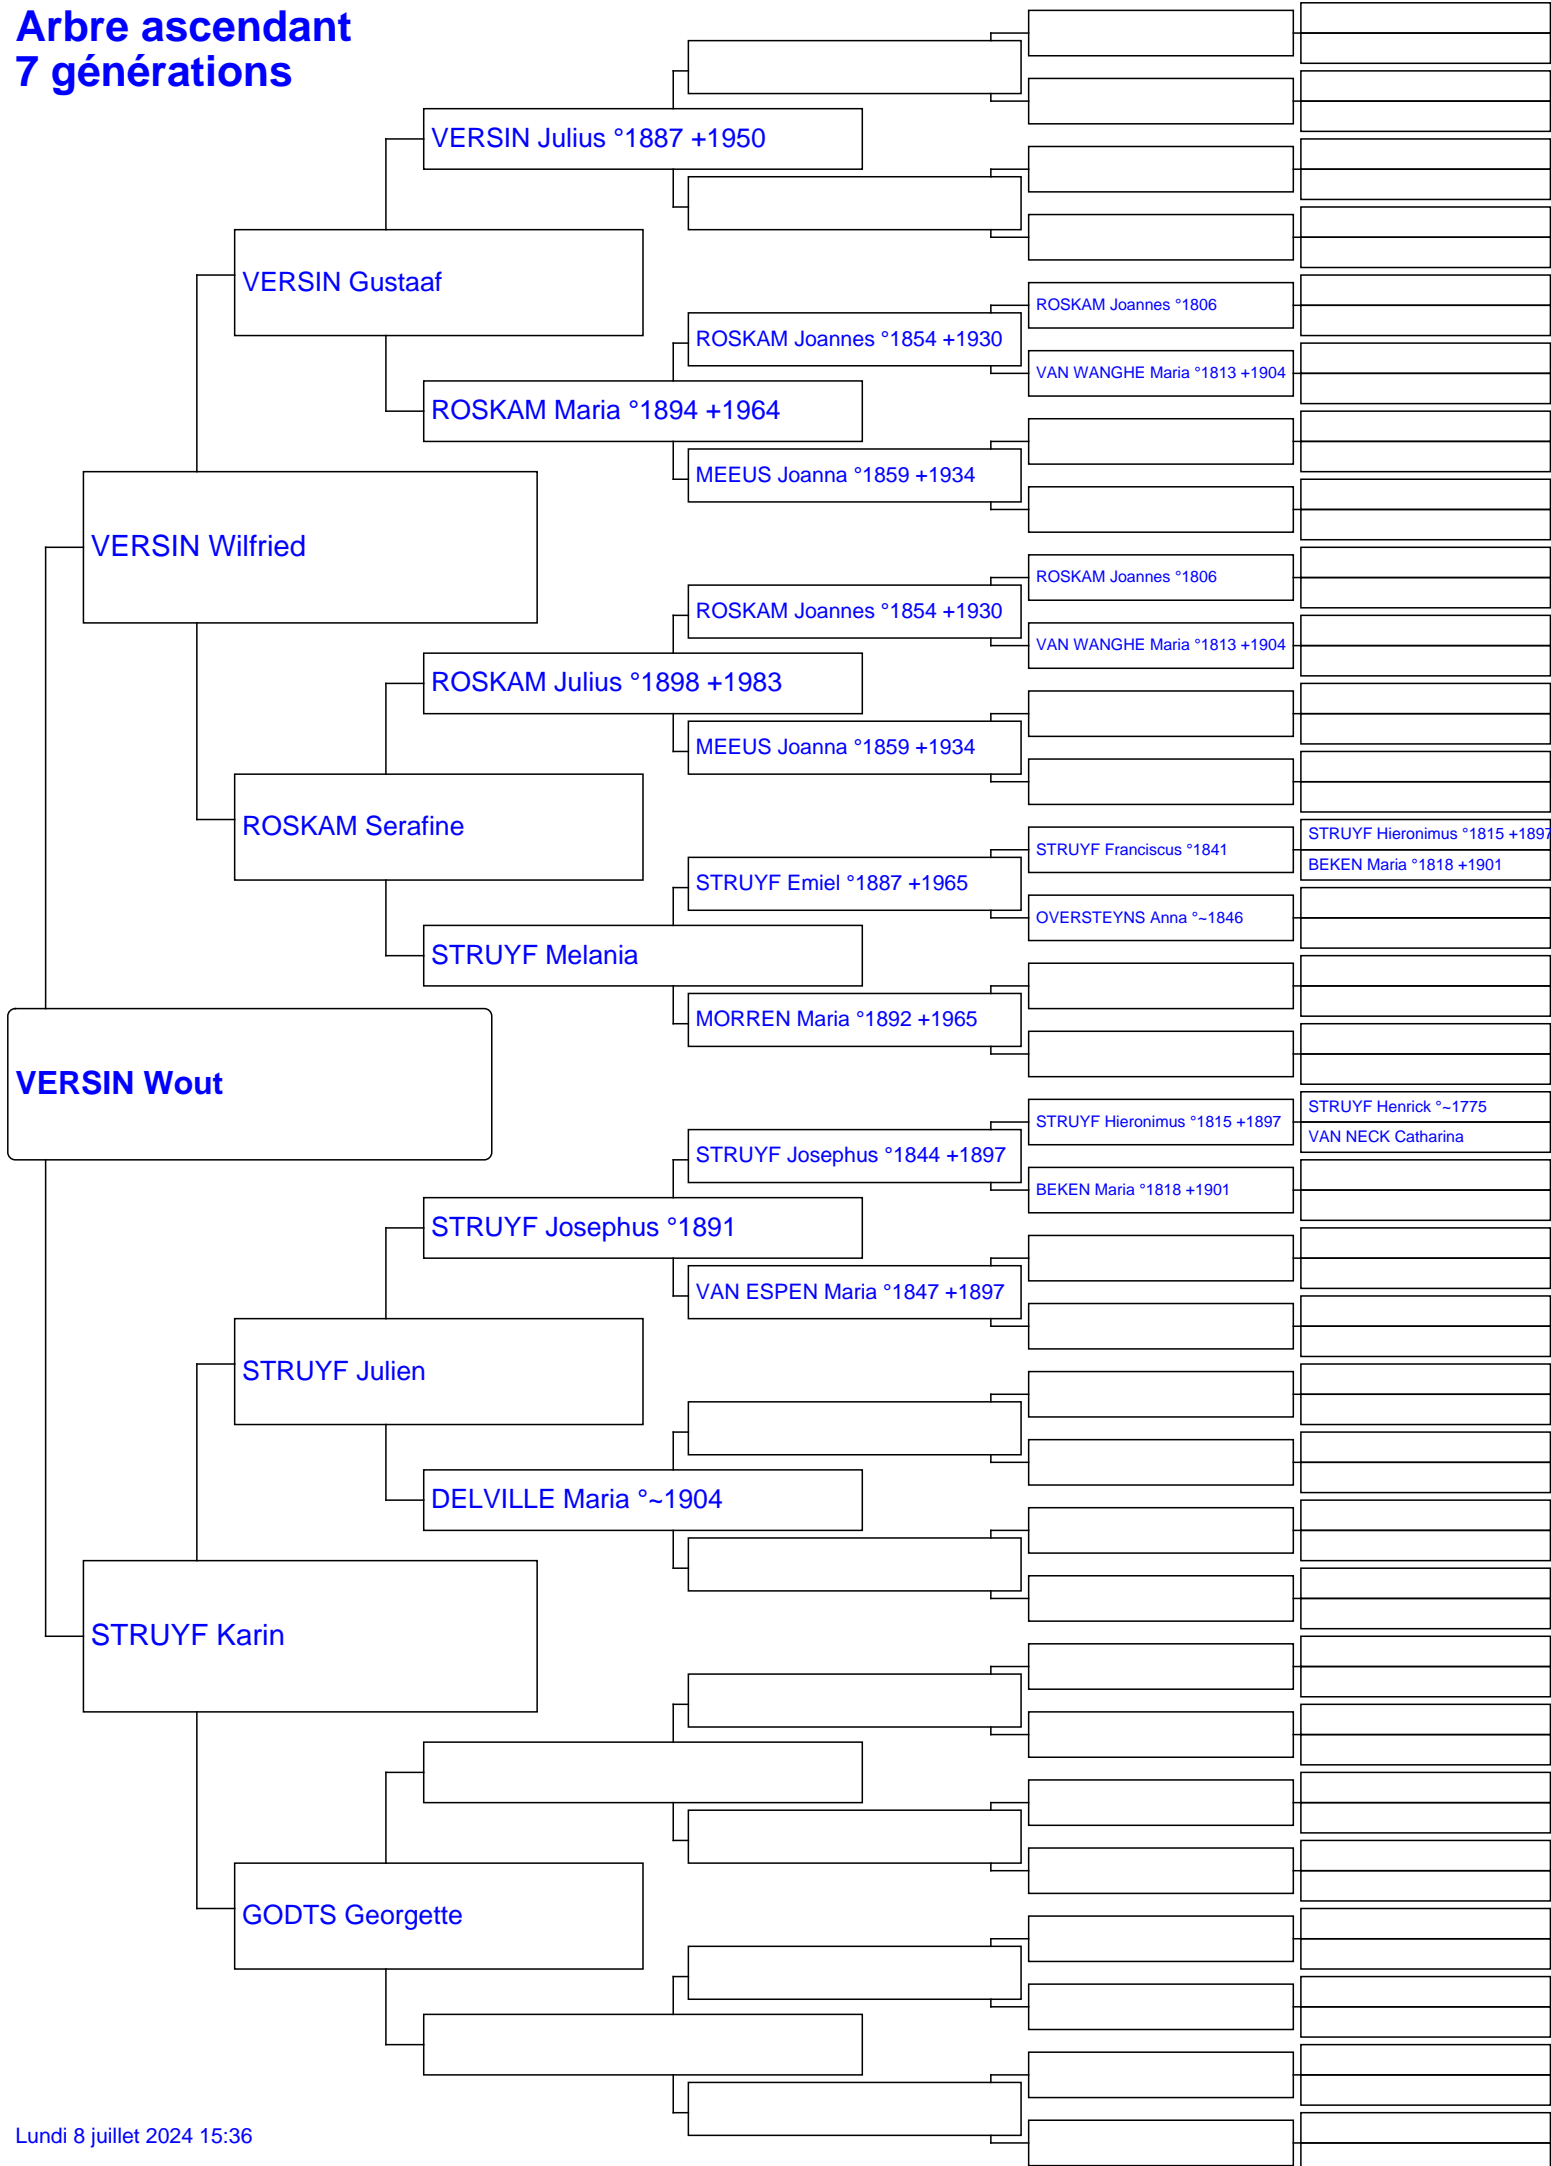 Arbre ascendant
7 générations
VERSIN Julius °1887 +1950
VERSIN Gustaaf
ROSKAM Joannes °1806
ROSKAM Joannes °1854 +1930
VAN WANGHE Maria °1813 +1904
ROSKAM Maria °1894 +1964
MEEUS Joanna °1859 +1934
VERSIN Wilfried
ROSKAM Joannes °1806
ROSKAM Joannes °1854 +1930
VAN WANGHE Maria °1813 +1904
ROSKAM Julius °1898 +1983
MEEUS Joanna °1859 +1934
ROSKAM Serafine
STRUYF Hieronimus °1815 +1897
STRUYF Franciscus °1841
BEKEN Maria °1818 +1901
STRUYF Emiel °1887 +1965
OVERSTEYNS Anna °~1846
STRUYF Melania
MORREN Maria °1892 +1965
VERSIN Wout
STRUYF Henrick °~1775
STRUYF Hieronimus °1815 +1897
VAN NECK Catharina
STRUYF Josephus °1844 +1897
BEKEN Maria °1818 +1901
STRUYF Josephus °1891
VAN ESPEN Maria °1847 +1897
STRUYF Julien
DELVILLE Maria °~1904
STRUYF Karin
GODTS Georgette
Lundi 8 juillet 2024 15:36